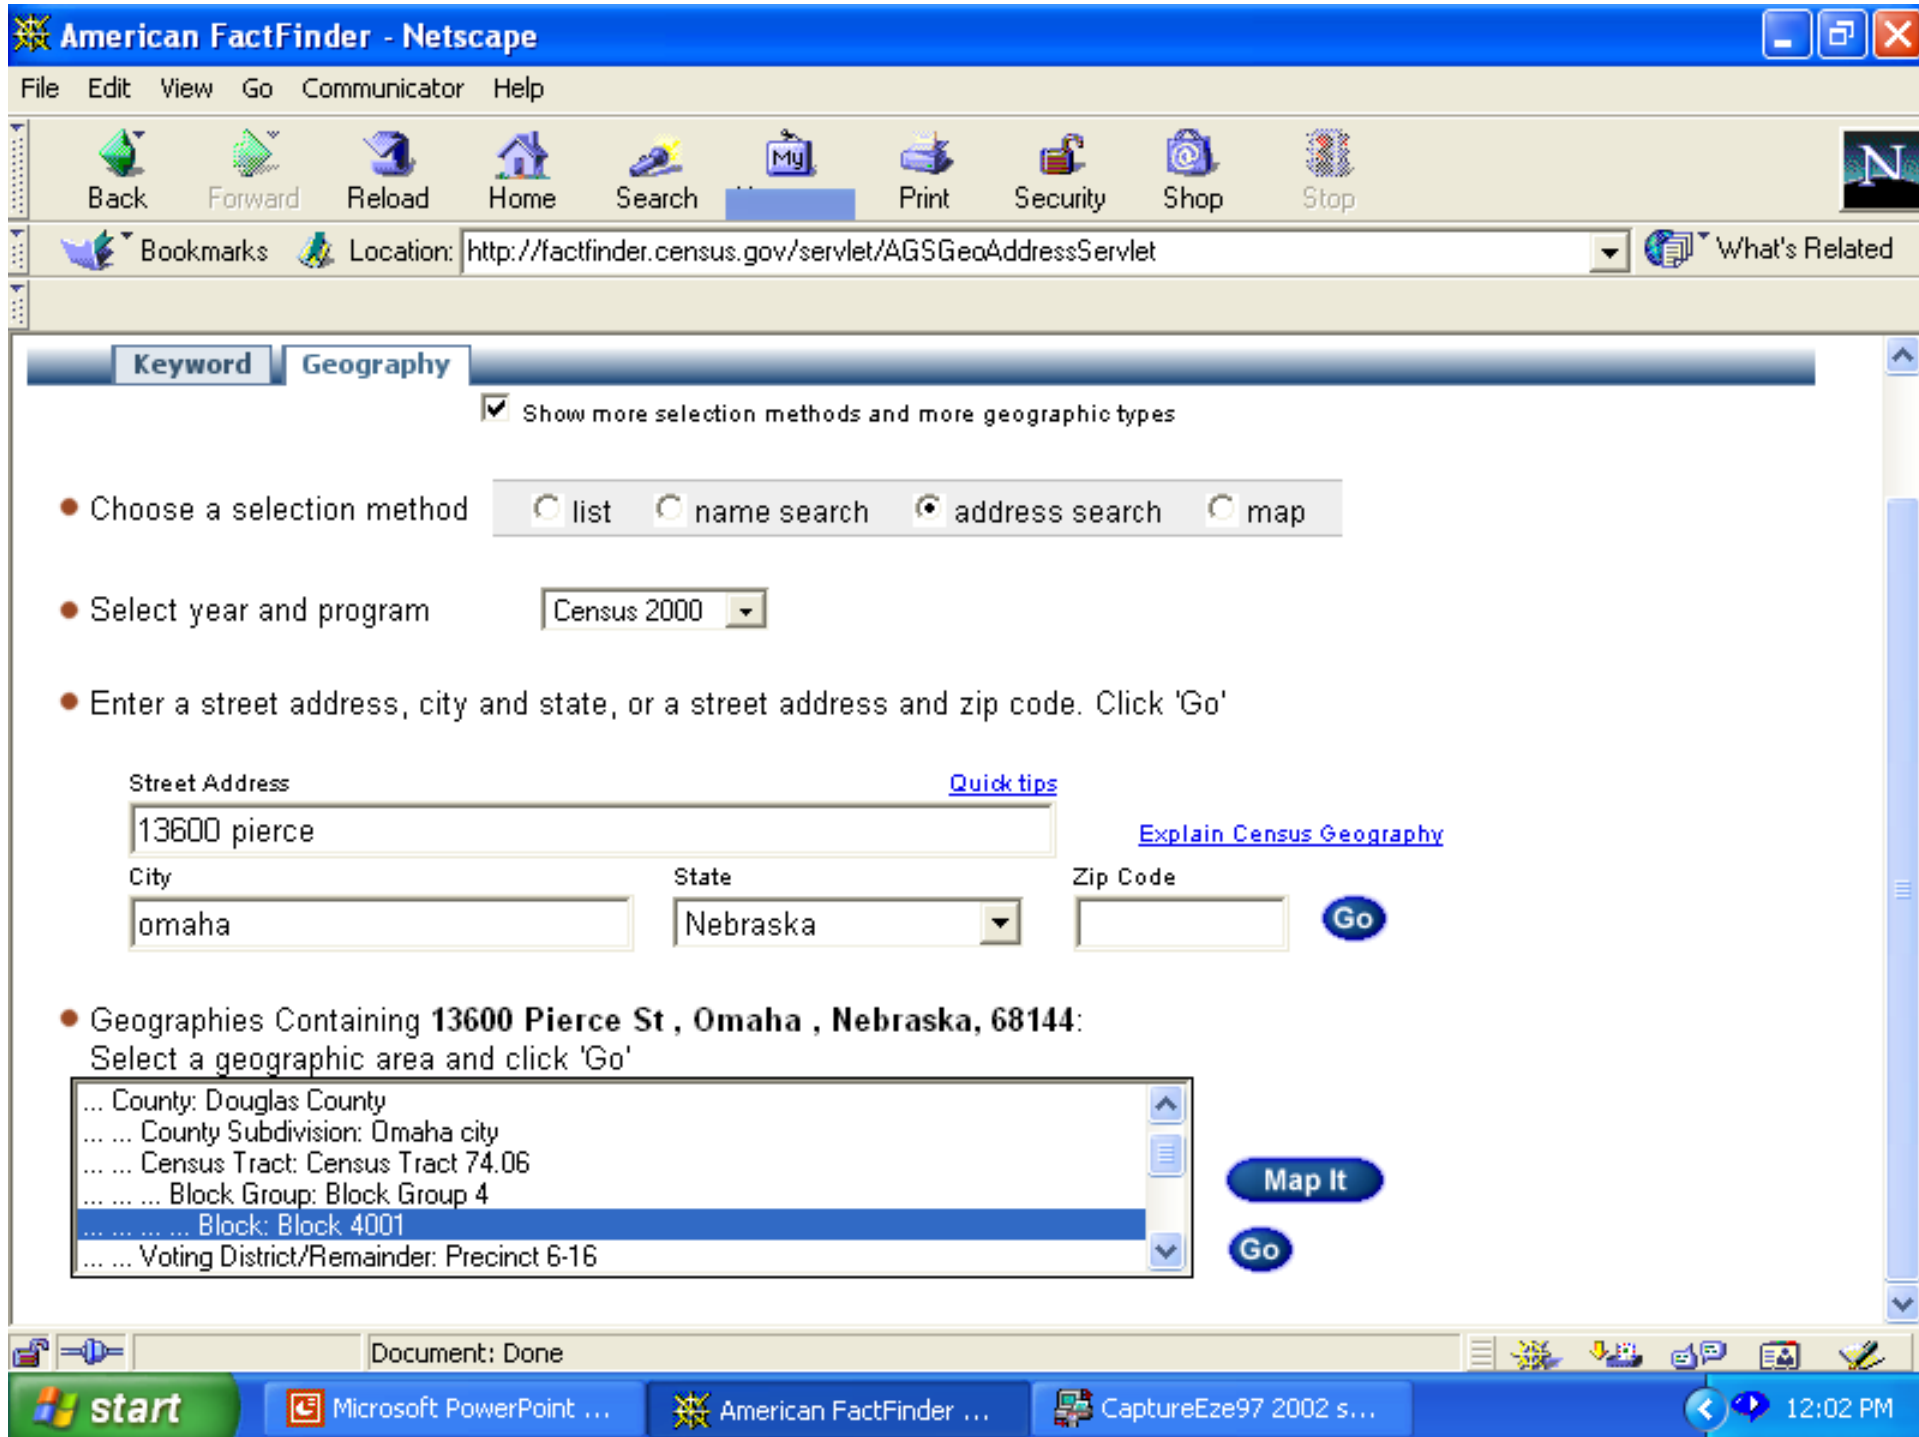 American FactFinder - Netscape
File Edit View Go Communicator Help
My N
Back Forward Reload Home Search Print Security Shop Stop
Bookmarks Location: http://factfinder.census.gov/servlet/AGSGeoAddressServlet What's Related
Keyword Geography
Show more selection methods and more geographic types
Choose a selection method list name search address search map
Select year and program Census 2000
Enter a street address, city and state, or a street address and zip code. Click 'Go'
Street Address Quick tips
13600 pierce
Explain Census Geography
City State Zip Code
omaha Nebraska Go
Geographies Containing 13600 Pierce St , Omaha , Nebraska, 68144:
Select a geographic area and click 'Go'
... County: Douglas County
... ... County Subdivision: Omaha city
... ... Census Tract: Census Tract 74.06
... ... ... Block Group: Block Group 4
... ... ... ... Block: Block 4001
... ... Voting District/Remainder: Precinct 6-16
Map It
Go
Document: Done
start Microsoft PowerPoint ... American FactFinder ... CaptureEze97 2002 s... 12:02 PM